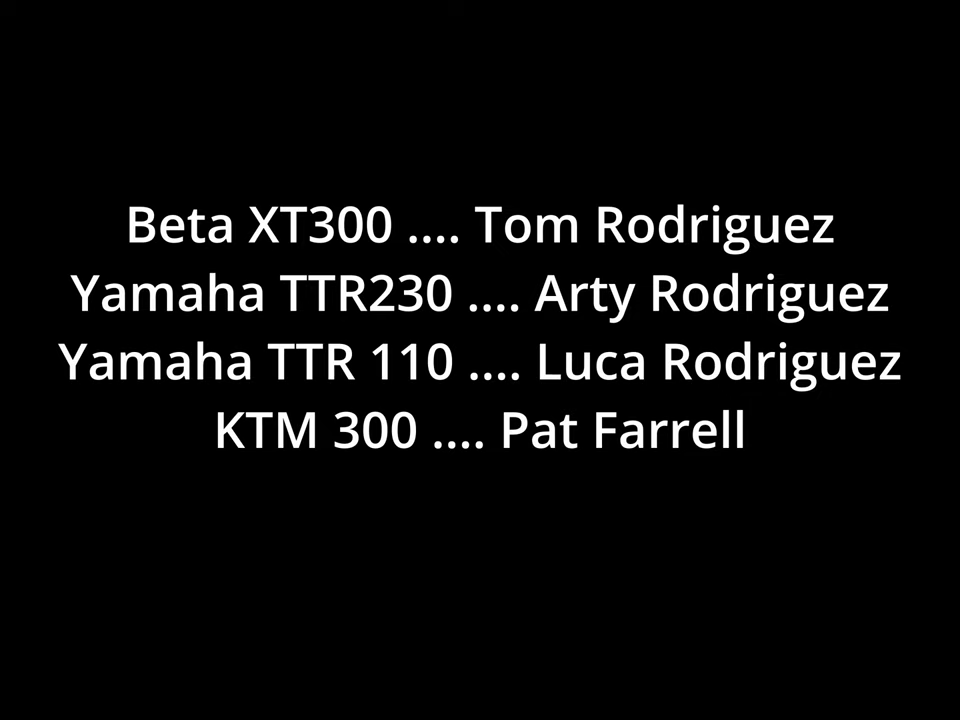 Beta XT300 .... Tom Rodriguez
Yamaha TTR230 .... Arty Rodriguez
Yamaha TTR 110 .... Luca Rodriguez
KTM 300 .... Pat Farrell